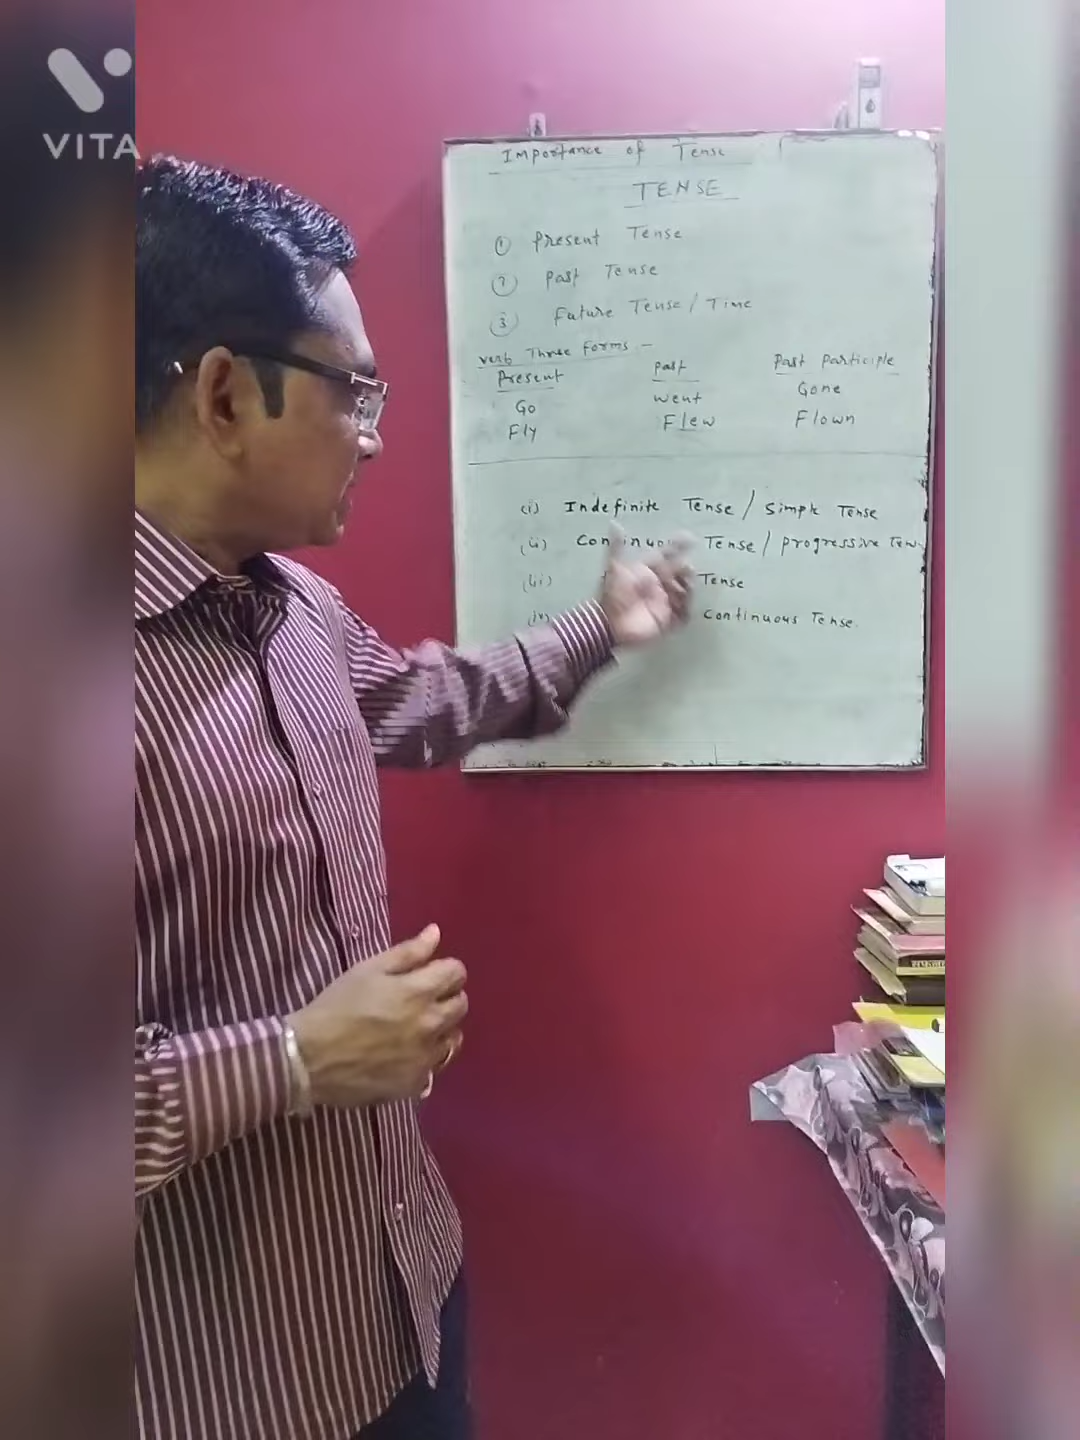 VITA
Importance of Tense
TENSE
① Present Tense
② Past Tense
③ Future Tense / Time
Verb Three Forms :-
Present Past Past Participle
Go Went Gone
Fly Flew Flown
(i) Indefinite Tense / Simple Tense
(ii) Continuous Tense / Progressive Tense
(iii) Tense
(iv) Continuous Tense.